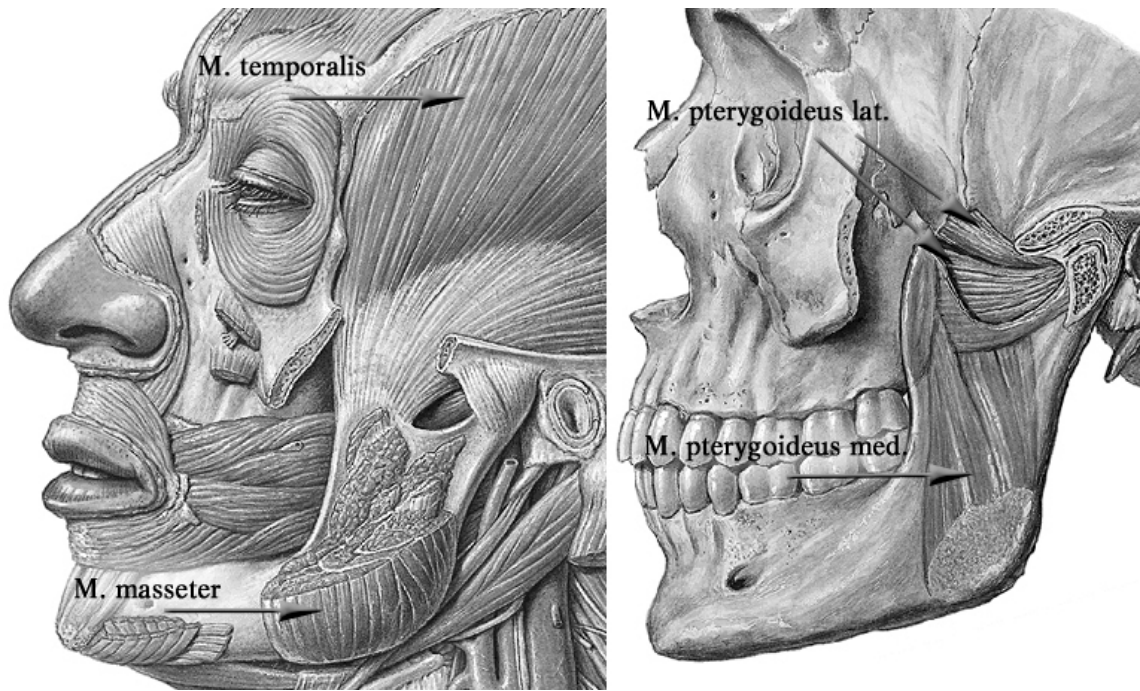 M. temporalis
M. masseter
M. pterygoideus lat.
M. pterygoideus med.